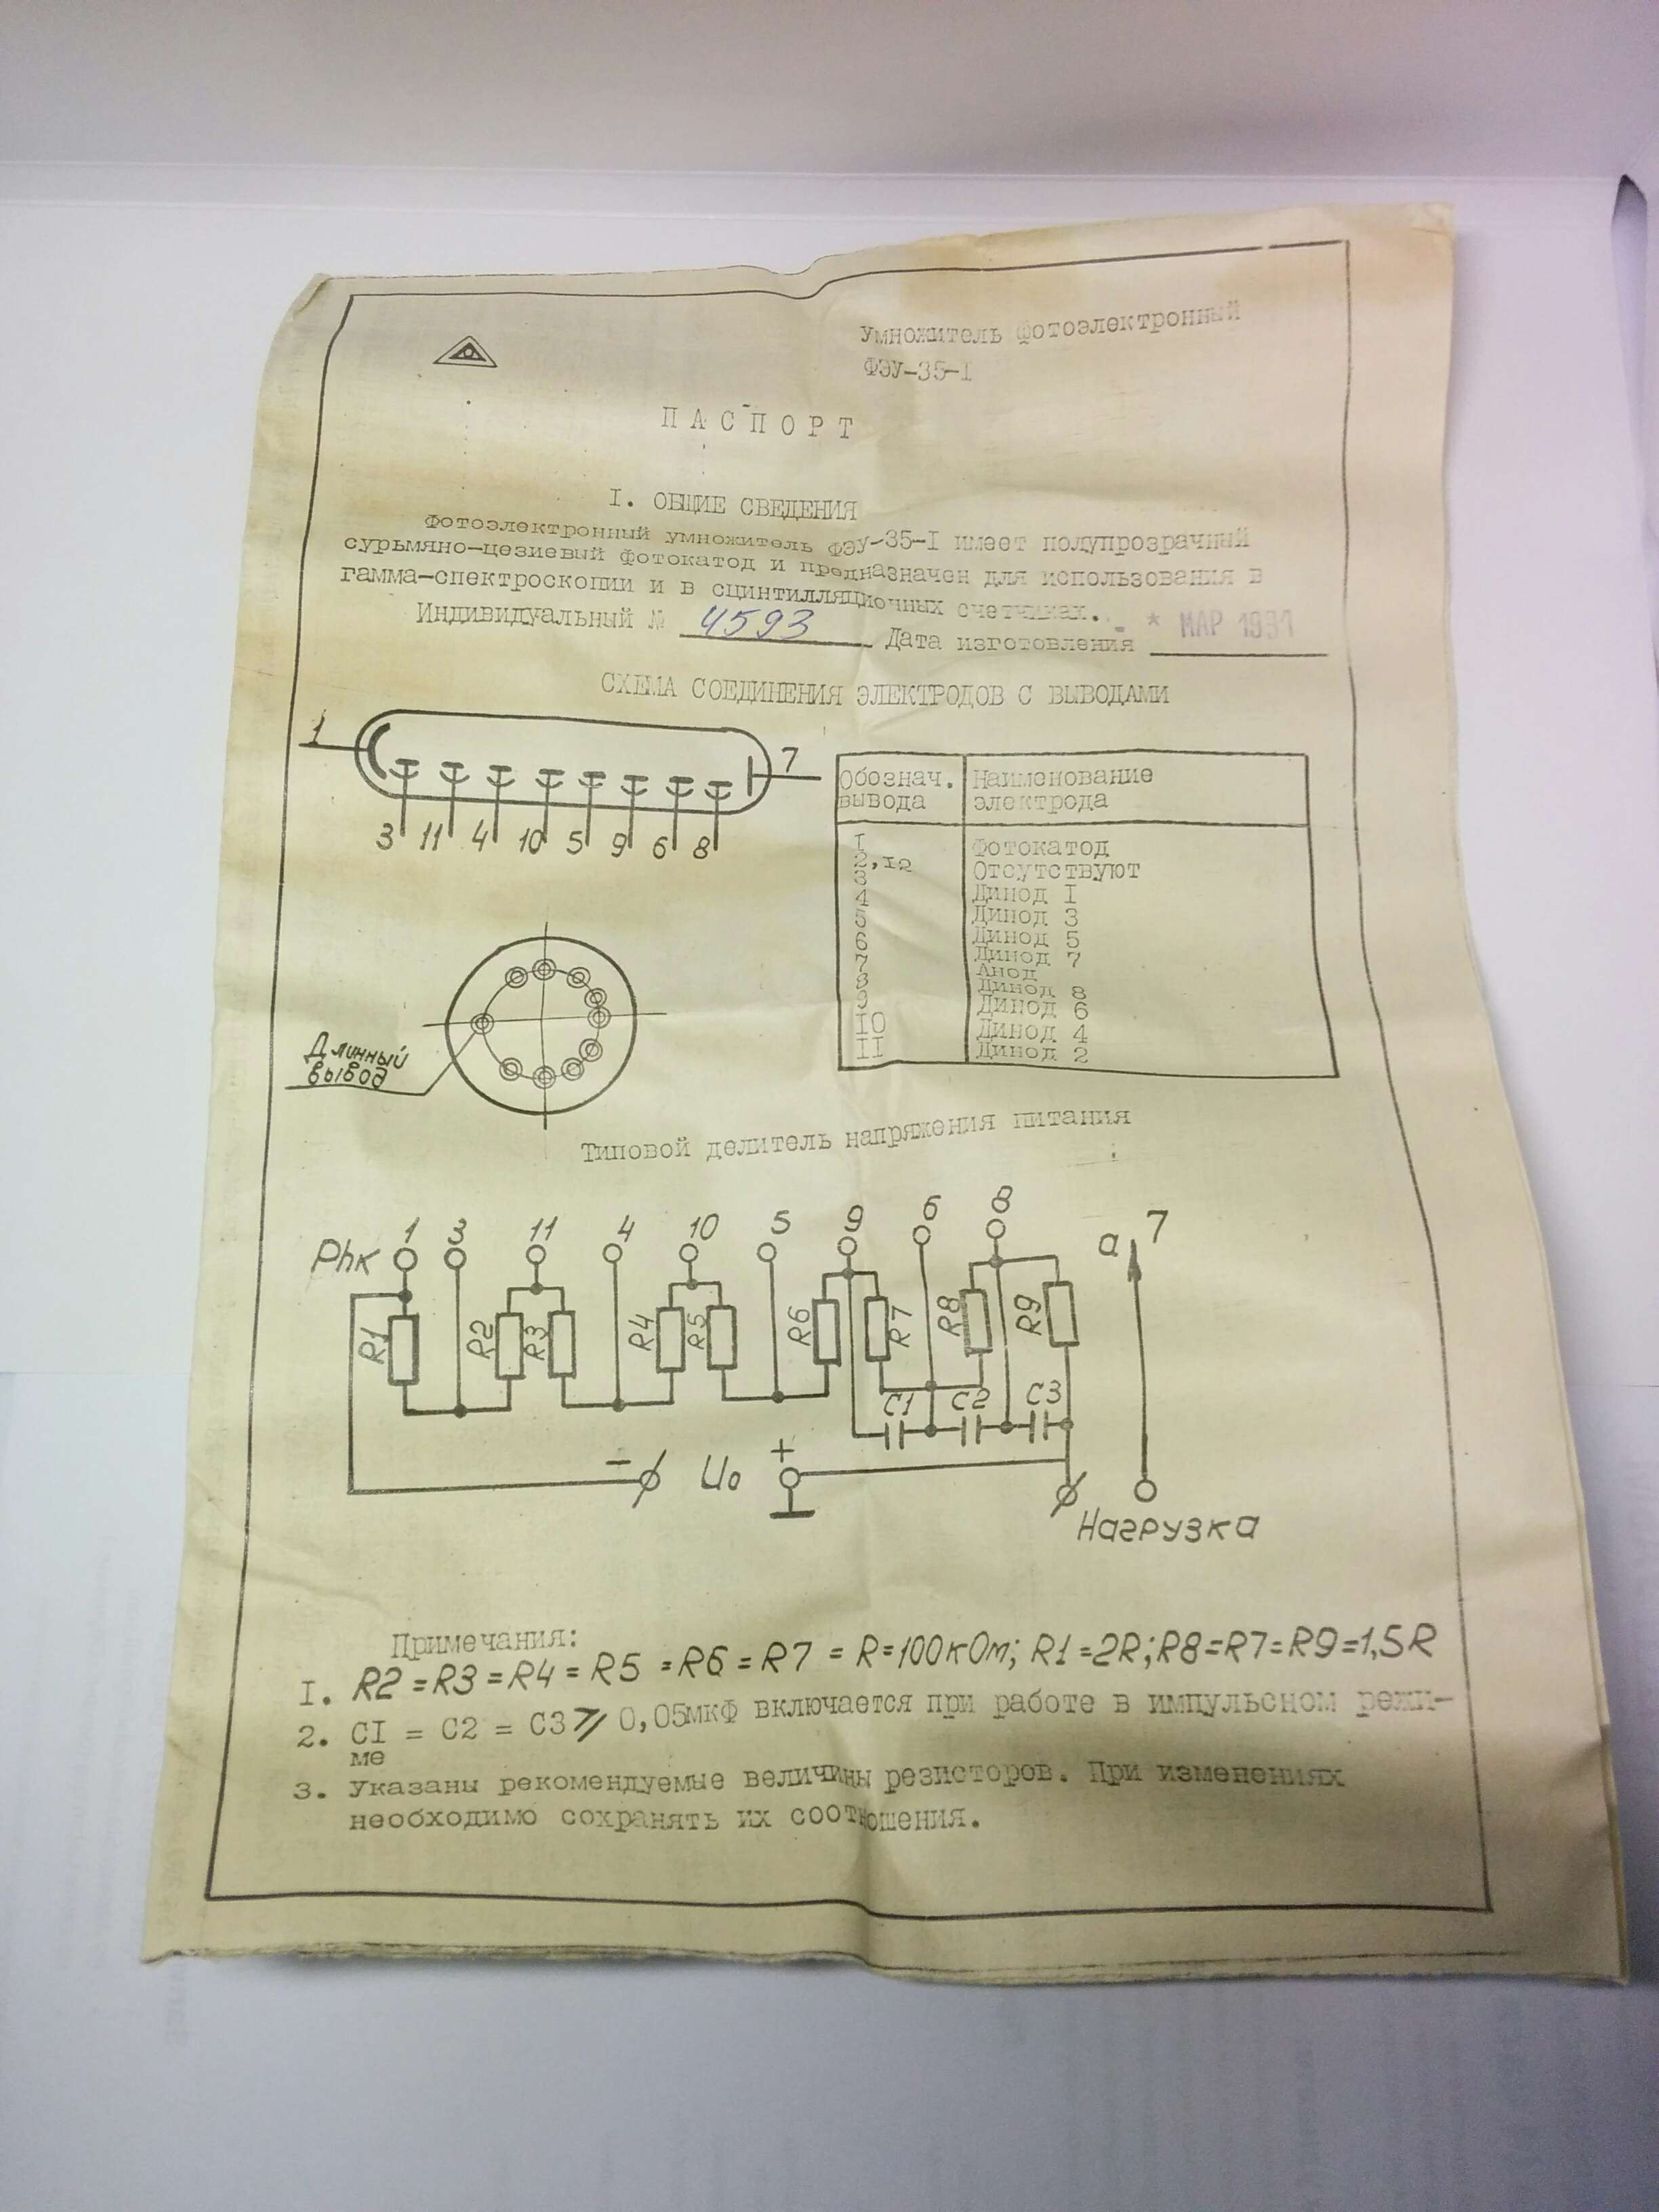 Умножитель фотоэлектронный
ФЭУ-35-I
ПАСПОРТ
I. ОБЩИЕ СВЕДЕНИЯ
Фотоэлектронный умножитель ФЭУ-35-I имеет полупрозрачный
сурьмяно-цезиевый фотокатод и предназначен для использования в
гамма-спектроскопии и в сцинтилляционных счетчиках.
Индивидуальный № 4593 Дата изготовления * МАР 1991
СХЕМА СОЕДИНЕНИЯ ЭЛЕКТРОДОВ С ВЫВОДАМИ
1 7
3 11 4 10 5 9 6 8
Обознач. вывода Наименование электрода
I Фотокатод
2,I2 Отсутствуют
3 Динод I
4 Динод 3
5 Динод 5
6 Динод 7
7 Анод
8 Динод 8
9 Динод 6
IO Динод 4
II Динод 2
Длинный
вывод
Типовой делитель напряжения питания
Phк 1 3 11 4 10 5 9 6 8 а 7
R1 R2 R3 R4 R5 R6 R7 R8 R9
C1 C2 C3
− U0 +
Нагрузка
Примечания:
I. R2=R3=R4=R5=R6=R7=R=100кОм; R1=2R; R8=R7=R9=1,5R
2. CI = C2 = C3 ⩾ 0,05мкФ включается при работе в импульсном режи-
ме
3. Указаны рекомендуемые величины резисторов. При изменениях
необходимо сохранять их соотношения.